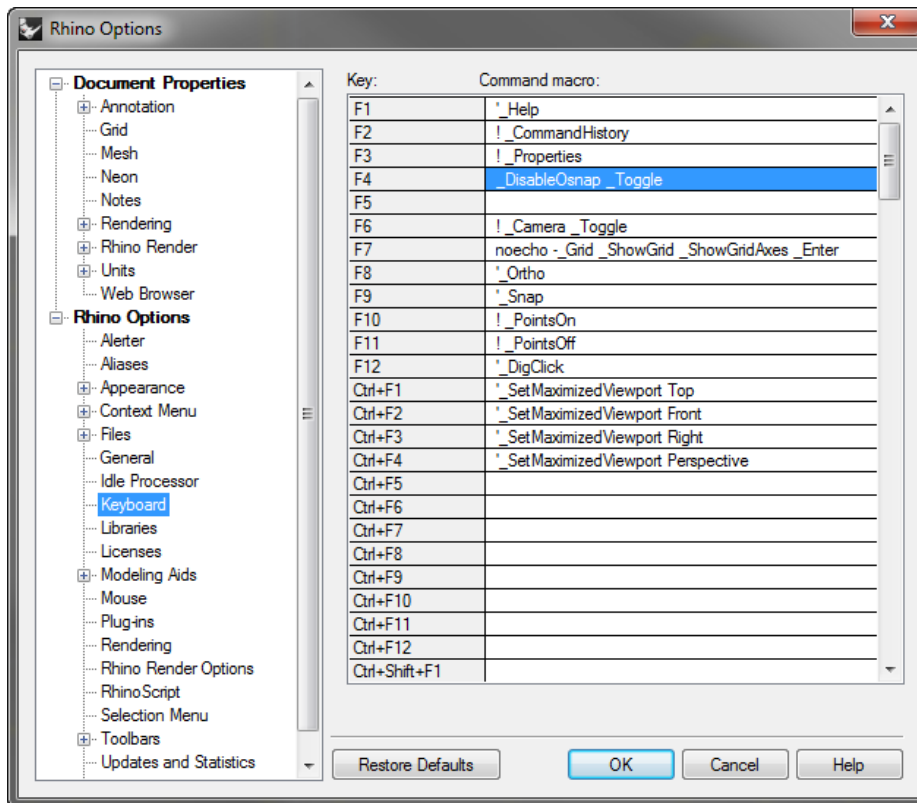 Rhino Options
Document Properties
Annotation
Grid
Mesh
Neon
Notes
Rendering
Rhino Render
Units
Web Browser
Rhino Options
Alerter
Aliases
Appearance
Context Menu
Files
General
Idle Processor
Keyboard
Libraries
Licenses
Modeling Aids
Mouse
Plug-ins
Rendering
Rhino Render Options
RhinoScript
Selection Menu
Toolbars
Updates and Statistics
Key: Command macro:
F1 '_Help
F2 ! _CommandHistory
F3 ! _Properties
F4 _DisableOsnap _Toggle
F5
F6 ! _Camera _Toggle
F7 noecho -_Grid _ShowGrid _ShowGridAxes _Enter
F8 '_Ortho
F9 '_Snap
F10 ! _PointsOn
F11 ! _PointsOff
F12 '_DigClick
Ctrl+F1 '_SetMaximizedViewport Top
Ctrl+F2 '_SetMaximizedViewport Front
Ctrl+F3 '_SetMaximizedViewport Right
Ctrl+F4 '_SetMaximizedViewport Perspective
Ctrl+F5
Ctrl+F6
Ctrl+F7
Ctrl+F8
Ctrl+F9
Ctrl+F10
Ctrl+F11
Ctrl+F12
Ctrl+Shift+F1
Restore Defaults OK Cancel Help